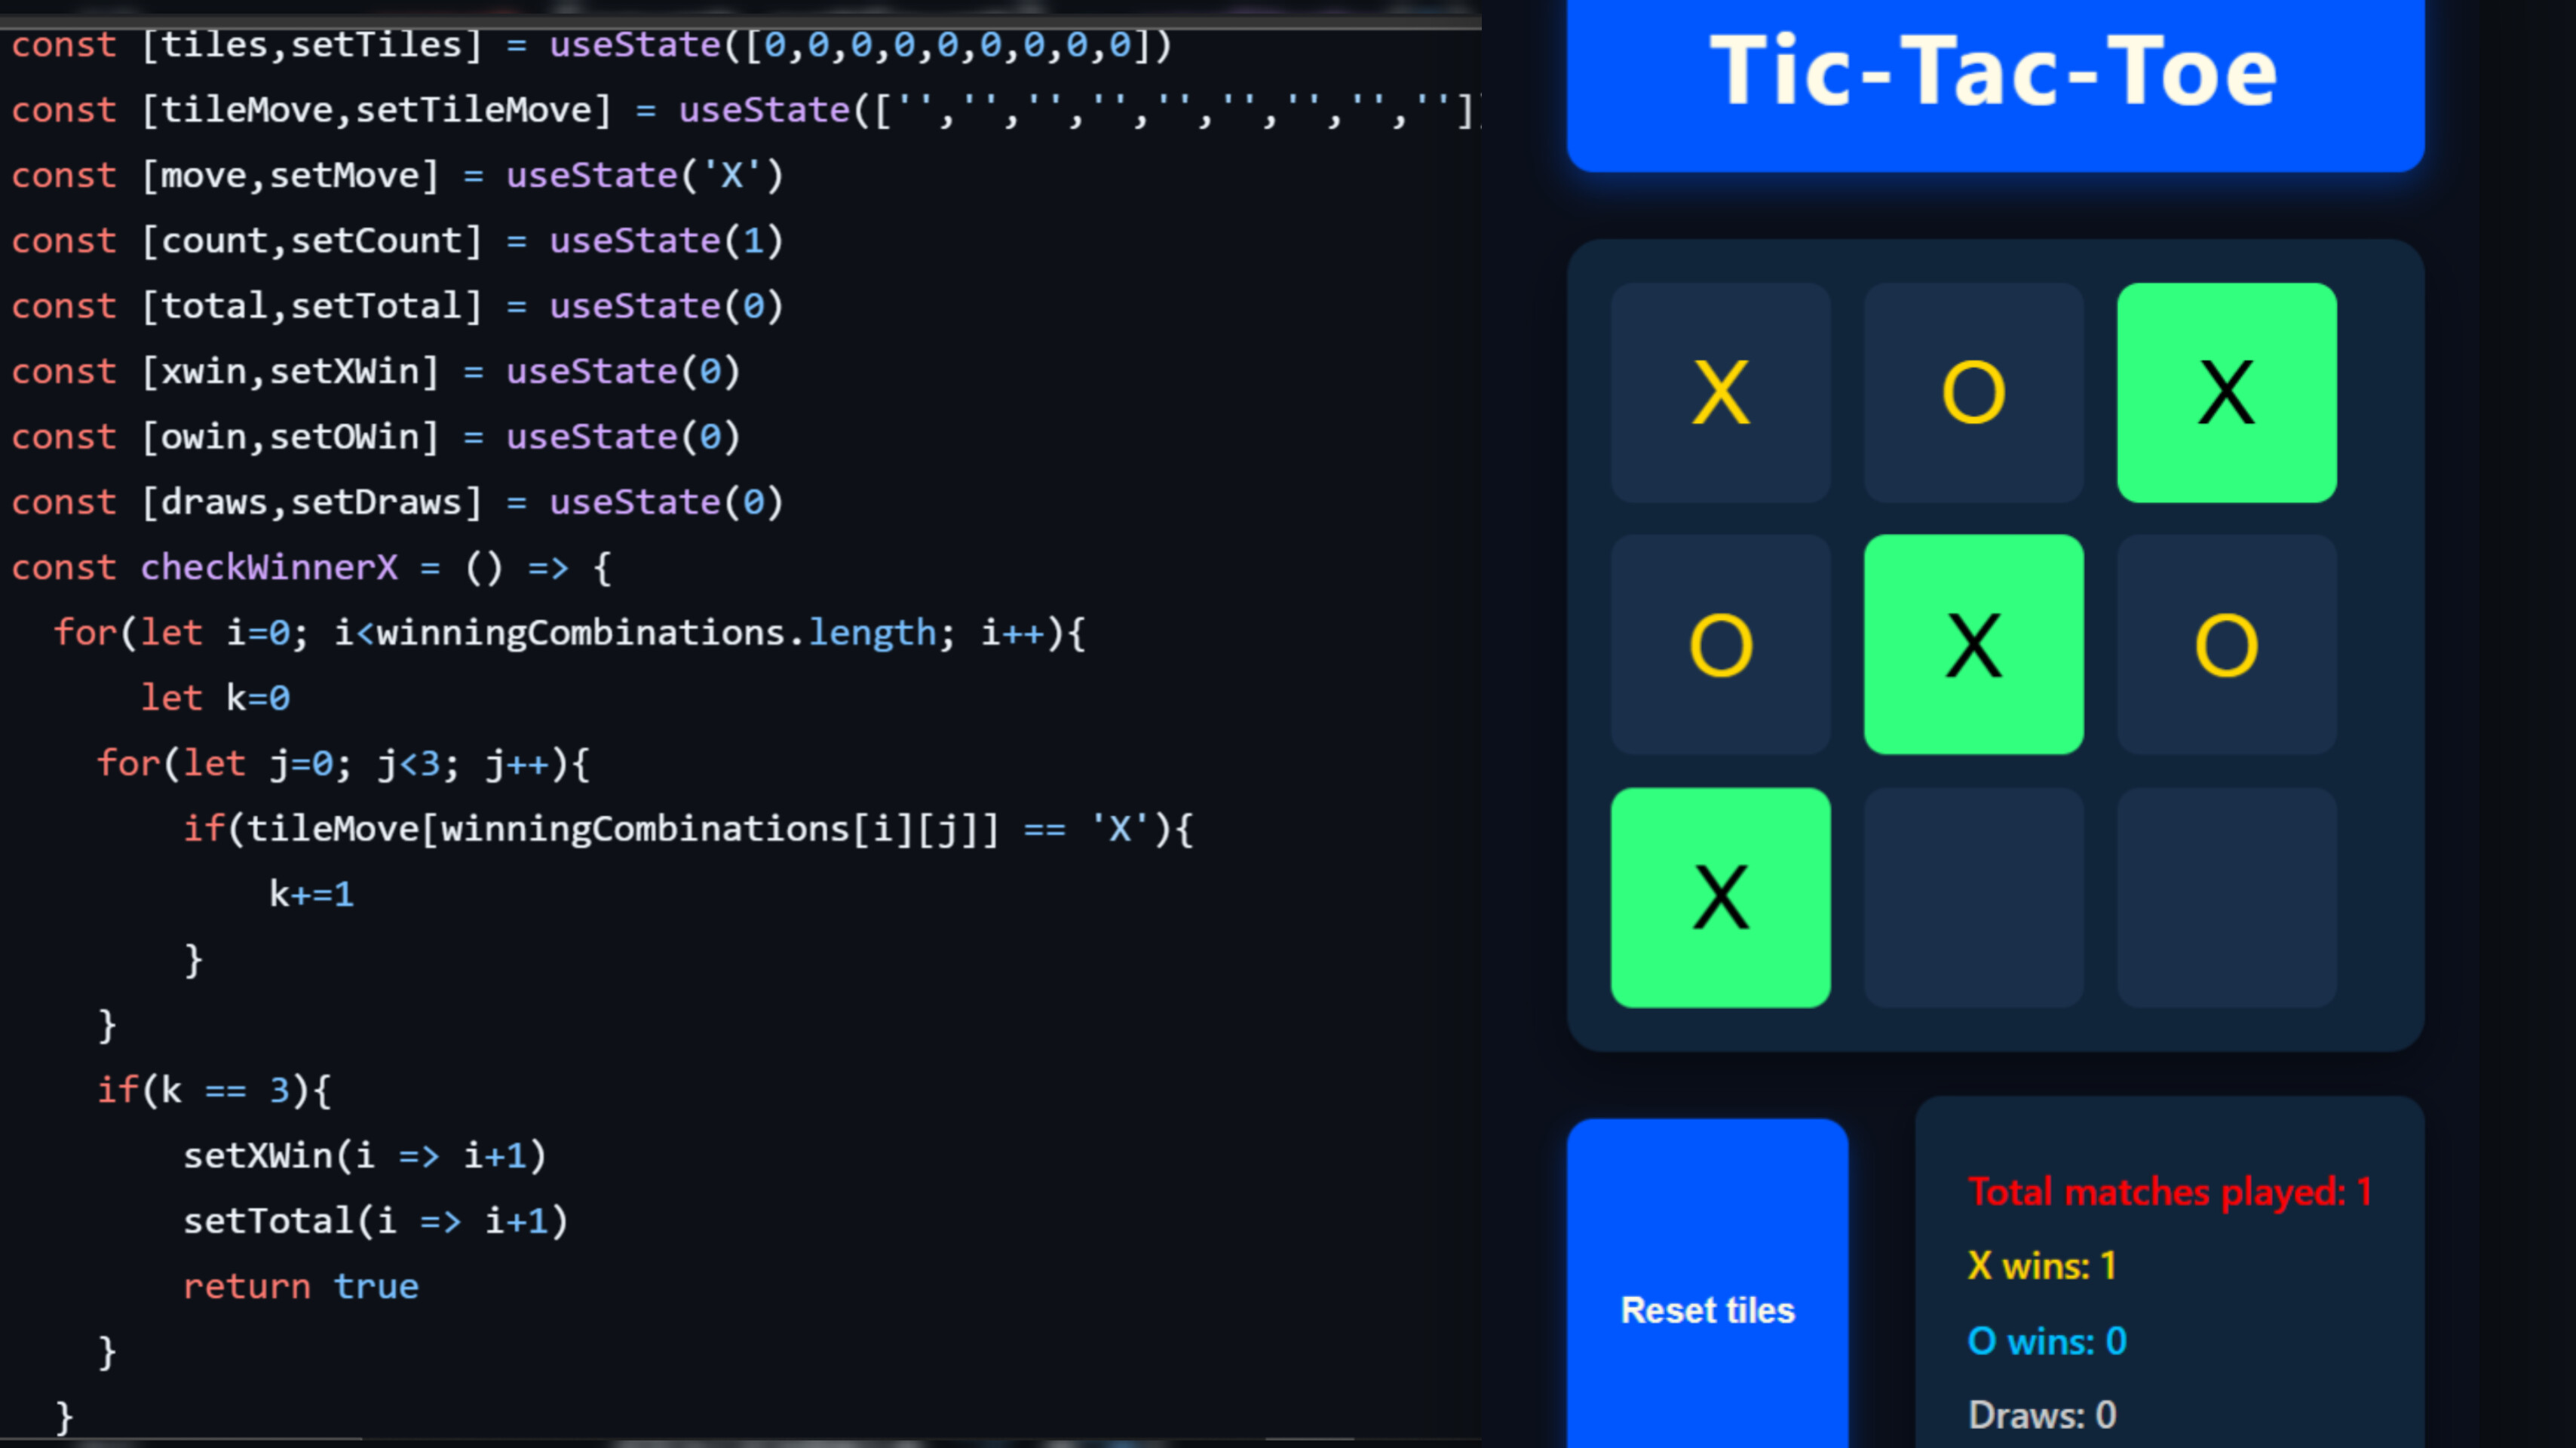 const [tiles,setTiles] = useState([0,0,0,0,0,0,0,0,0])
const [tileMove,setTileMove] = useState(['','','','','','','','','']
const [move,setMove] = useState('X')
const [count,setCount] = useState(1)
const [total,setTotal] = useState(0)
const [xwin,setXWin] = useState(0)
const [owin,setOWin] = useState(0)
const [draws,setDraws] = useState(0)
const checkWinnerX = () => {
for(let i=0; i<winningCombinations.length; i++){
let k=0
for(let j=0; j<3; j++){
if(tileMove[winningCombinations[i][j]] == 'X'){
k+=1
}
}
if(k == 3){
setXWin(i => i+1)
setTotal(i => i+1)
return true
}
}
Tic-Tac-Toe
X O X
O X O
X
Reset tiles
Total matches played: 1
X wins: 1
O wins: 0
Draws: 0